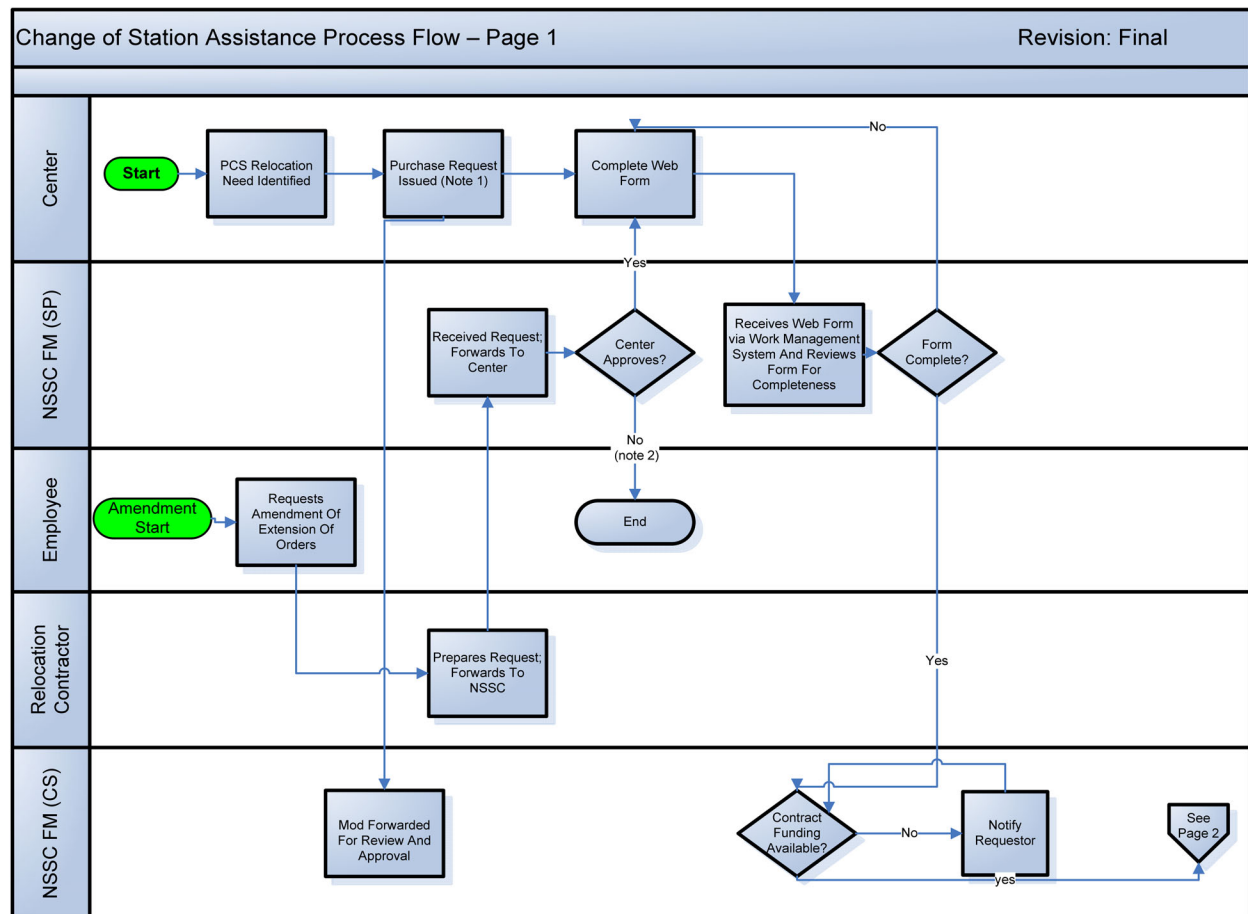 Change of Station Assistance Process Flow – Page 1
Revision: Final
Center
Start
PCS Relocation
Need Identified
Purchase Request
Issued (Note 1)
Complete Web
Form
No
Yes
NSSC FM (SP)
Received Request;
Forwards To
Center
Center
Approves?
Receives Web Form
via Work Management
System And Reviews
Form For
Completeness
Form
Complete?
No
(note 2)
Employee
Amendment
Start
Requests
Amendment Of
Extension Of
Orders
End
Relocation
Contractor
Prepares Request;
Forwards To
NSSC
Yes
NSSC FM (CS)
Mod Forwarded
For Review And
Approval
Contract
Funding
Available?
No
Notify
Requestor
See
Page 2
yes